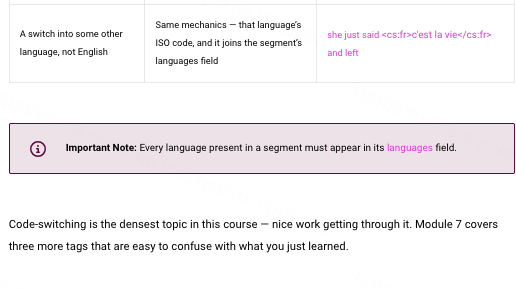 A switch into some other
language, not English
Same mechanics — that language's
ISO code, and it joins the segment's
languages field
she just said <cs:fr>c'est la vie</cs:fr>
and left
Important Note: Every language present in a segment must appear in its languages field.
Code-switching is the densest topic in this course — nice work getting through it. Module 7 covers
three more tags that are easy to confuse with what you just learned.